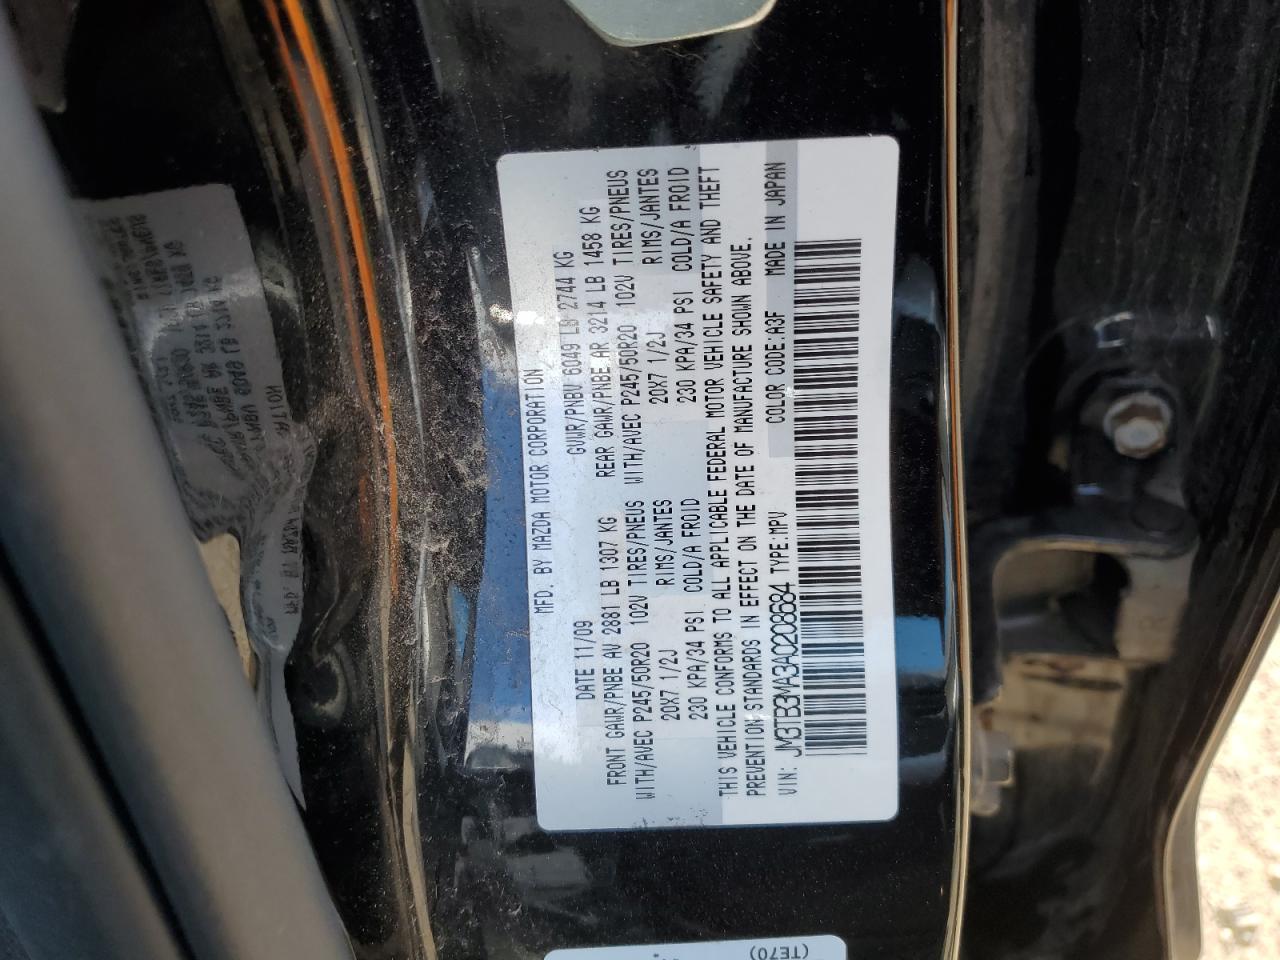 MFD. BY MAZDA MOTOR CORPORATION
DATE 11/09 GVWR/PNBV 6049 LB 2744 KG
FRONT GAWR/PNBE AV 2881 LB 1307 KG REAR GAWR/PNBE AR 3214 LB 1458 KG
WITH/AVEC P245/50R20 102V TIRES/PNEUS WITH/AVEC P245/50R20 102V TIRES/PNEUS
20X7 1/2J RIMS/JANTES 20X7 1/2J RIMS/JANTES
230 KPA/34 PSI COLD/A FROID 230 KPA/34 PSI COLD/A FROID
THIS VEHICLE CONFORMS TO ALL APPLICABLE FEDERAL MOTOR VEHICLE SAFETY AND THEFT
PREVENTION STANDARDS IN EFFECT ON THE DATE OF MANUFACTURE SHOWN ABOVE.
VIN: JM3TB3MA3A0208684 TYPE:MPV COLOR CODE:A3F MADE IN JAPAN
(TE70)